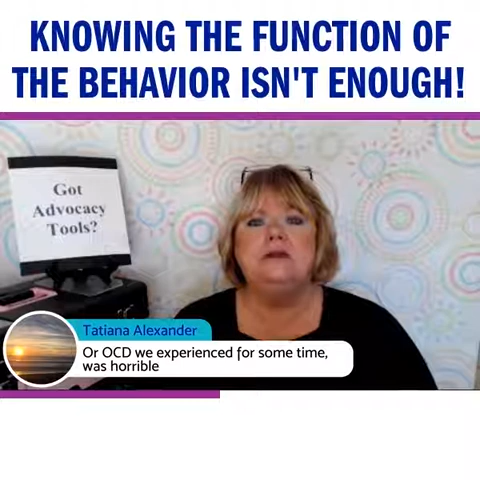 KNOWING THE FUNCTION OF
THE BEHAVIOR ISN'T ENOUGH!
Got
Advocacy
Tools?
Tatiana Alexander
Or OCD we experienced for some time,
was horrible